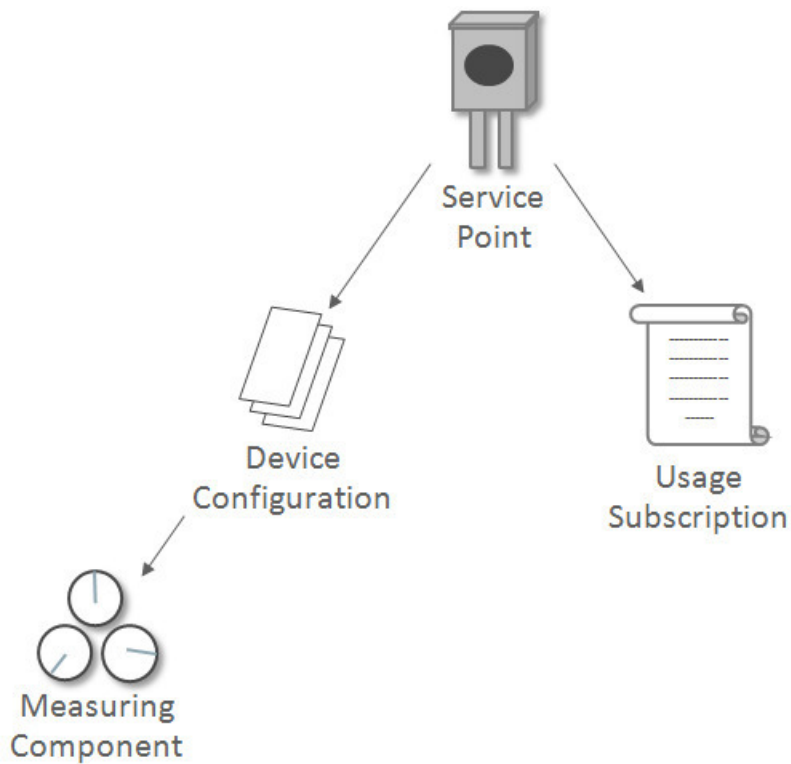 Service
Point
Device
Configuration
Usage
Subscription
Measuring
Component